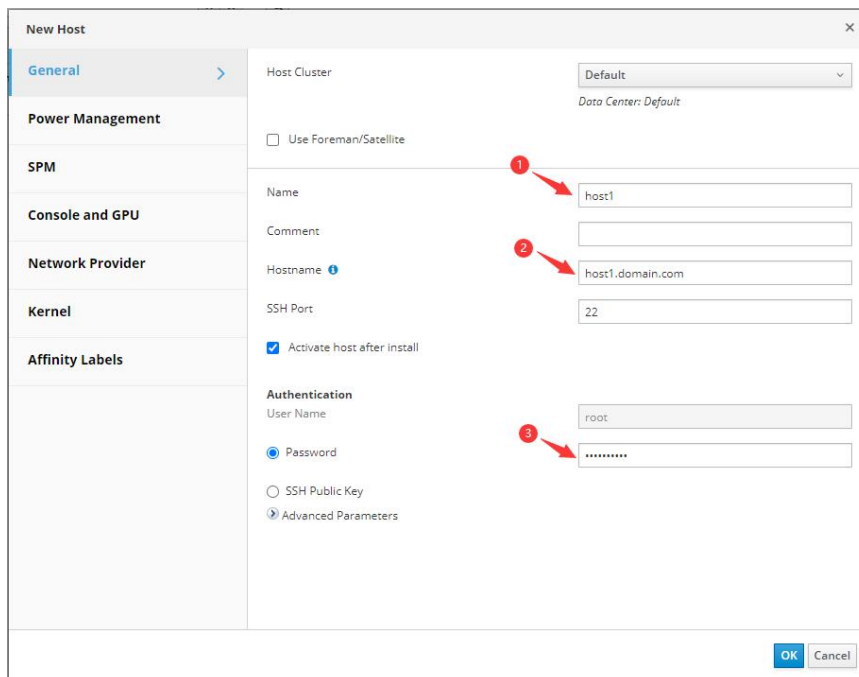 New Host
General
Power Management
SPM
Console and GPU
Network Provider
Kernel
Affinity Labels
Host Cluster
Default
Data Center: Default
Use Foreman/Satellite
1
Name
host1
Comment
2
Hostname
host1.domain.com
SSH Port
22
Activate host after install
Authentication
User Name
root
3
Password
••••••••••
SSH Public Key
Advanced Parameters
OK
Cancel